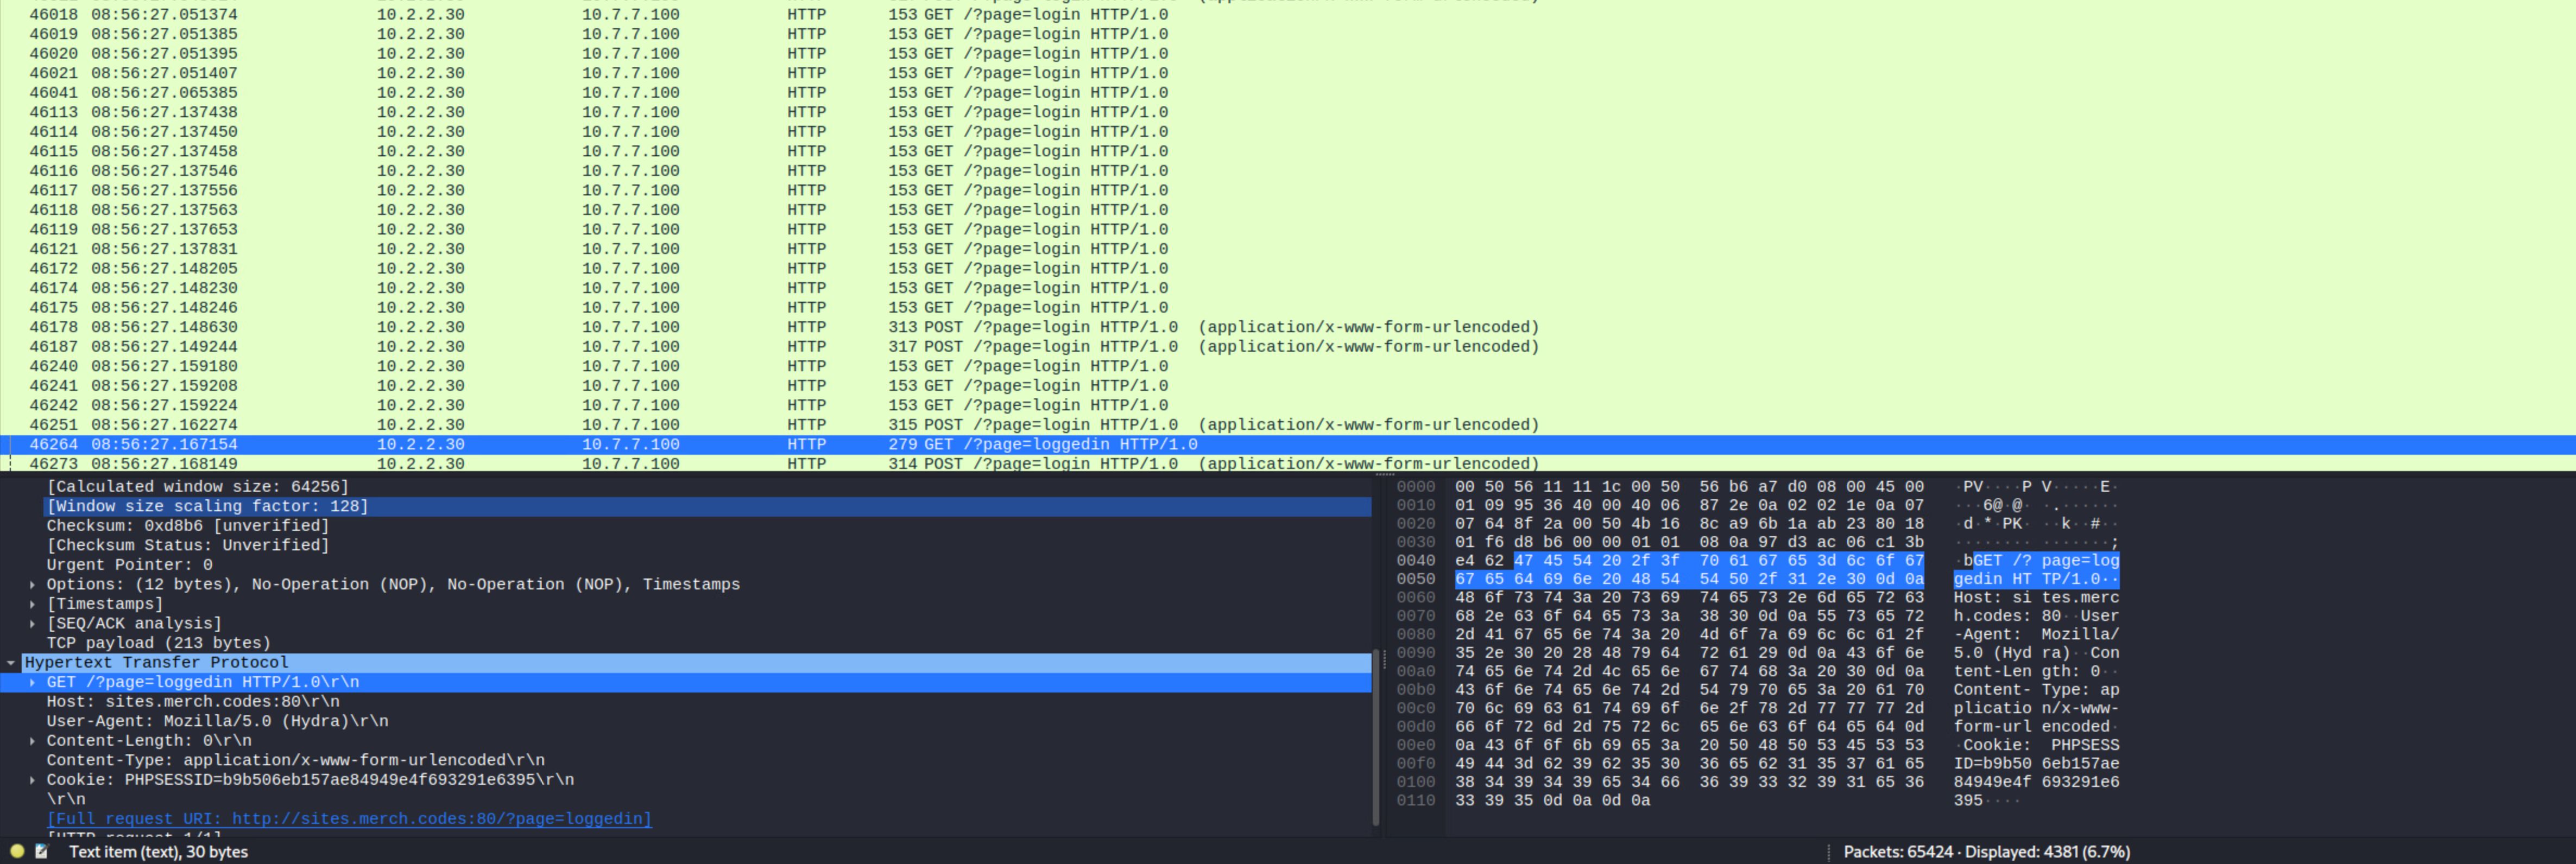 46018 08:56:27.051374 10.2.2.30 10.7.7.100 HTTP 153 GET /?page=login HTTP/1.0
46019 08:56:27.051385 10.2.2.30 10.7.7.100 HTTP 153 GET /?page=login HTTP/1.0
46020 08:56:27.051395 10.2.2.30 10.7.7.100 HTTP 153 GET /?page=login HTTP/1.0
46021 08:56:27.051407 10.2.2.30 10.7.7.100 HTTP 153 GET /?page=login HTTP/1.0
46041 08:56:27.065385 10.2.2.30 10.7.7.100 HTTP 153 GET /?page=login HTTP/1.0
46113 08:56:27.137438 10.2.2.30 10.7.7.100 HTTP 153 GET /?page=login HTTP/1.0
46114 08:56:27.137450 10.2.2.30 10.7.7.100 HTTP 153 GET /?page=login HTTP/1.0
46115 08:56:27.137458 10.2.2.30 10.7.7.100 HTTP 153 GET /?page=login HTTP/1.0
46116 08:56:27.137546 10.2.2.30 10.7.7.100 HTTP 153 GET /?page=login HTTP/1.0
46117 08:56:27.137556 10.2.2.30 10.7.7.100 HTTP 153 GET /?page=login HTTP/1.0
46118 08:56:27.137563 10.2.2.30 10.7.7.100 HTTP 153 GET /?page=login HTTP/1.0
46119 08:56:27.137653 10.2.2.30 10.7.7.100 HTTP 153 GET /?page=login HTTP/1.0
46121 08:56:27.137831 10.2.2.30 10.7.7.100 HTTP 153 GET /?page=login HTTP/1.0
46172 08:56:27.148205 10.2.2.30 10.7.7.100 HTTP 153 GET /?page=login HTTP/1.0
46174 08:56:27.148230 10.2.2.30 10.7.7.100 HTTP 153 GET /?page=login HTTP/1.0
46175 08:56:27.148246 10.2.2.30 10.7.7.100 HTTP 153 GET /?page=login HTTP/1.0
46178 08:56:27.148630 10.2.2.30 10.7.7.100 HTTP 313 POST /?page=login HTTP/1.0 (application/x-www-form-urlencoded)
46187 08:56:27.149244 10.2.2.30 10.7.7.100 HTTP 317 POST /?page=login HTTP/1.0 (application/x-www-form-urlencoded)
46240 08:56:27.159180 10.2.2.30 10.7.7.100 HTTP 153 GET /?page=login HTTP/1.0
46241 08:56:27.159208 10.2.2.30 10.7.7.100 HTTP 153 GET /?page=login HTTP/1.0
46242 08:56:27.159224 10.2.2.30 10.7.7.100 HTTP 153 GET /?page=login HTTP/1.0
46251 08:56:27.162274 10.2.2.30 10.7.7.100 HTTP 315 POST /?page=login HTTP/1.0 (application/x-www-form-urlencoded)
46264 08:56:27.167154 10.2.2.30 10.7.7.100 HTTP 279 GET /?page=loggedin HTTP/1.0
46273 08:56:27.168149 10.2.2.30 10.7.7.100 HTTP 314 POST /?page=login HTTP/1.0 (application/x-www-form-urlencoded)
[Calculated window size: 64256]
[Window size scaling factor: 128]
Checksum: 0xd8b6 [unverified]
[Checksum Status: Unverified]
Urgent Pointer: 0
Options: (12 bytes), No-Operation (NOP), No-Operation (NOP), Timestamps
[Timestamps]
[SEQ/ACK analysis]
TCP payload (213 bytes)
Hypertext Transfer Protocol
GET /?page=loggedin HTTP/1.0\r\n
Host: sites.merch.codes:80\r\n
User-Agent: Mozilla/5.0 (Hydra)\r\n
Content-Length: 0\r\n
Content-Type: application/x-www-form-urlencoded\r\n
Cookie: PHPSESSID=b9b506eb157ae84949e4f693291e6395\r\n
\r\n
[Full request URI: http://sites.merch.codes:80/?page=loggedin]
[HTTP request 1/1]
0000 00 50 56 11 11 1c 00 50 56 b6 a7 d0 08 00 45 00 ·PV····P V·····E·
0010 01 09 95 36 40 00 40 06 87 2e 0a 02 02 1e 0a 07 ···6@·@· ·.······
0020 07 64 8f 2a 00 50 4b 16 8c a9 6b 1a ab 23 80 18 ·d·*·PK· ··k··#··
0030 01 f6 d8 b6 00 00 01 01 08 0a 97 d3 ac 06 c1 3b ········ ·······;
0040 e4 62 47 45 54 20 2f 3f 70 61 67 65 3d 6c 6f 67 ·bGET /? page=log
0050 67 65 64 69 6e 20 48 54 54 50 2f 31 2e 30 0d 0a gedin HT TP/1.0··
0060 48 6f 73 74 3a 20 73 69 74 65 73 2e 6d 65 72 63 Host: si tes.merc
0070 68 2e 63 6f 64 65 73 3a 38 30 0d 0a 55 73 65 72 h.codes: 80··User
0080 2d 41 67 65 6e 74 3a 20 4d 6f 7a 69 6c 6c 61 2f -Agent: Mozilla/
0090 35 2e 30 20 28 48 79 64 72 61 29 0d 0a 43 6f 6e 5.0 (Hyd ra)··Con
00a0 74 65 6e 74 2d 4c 65 6e 67 74 68 3a 20 30 0d 0a tent-Len gth: 0··
00b0 43 6f 6e 74 65 6e 74 2d 54 79 70 65 3a 20 61 70 Content- Type: ap
00c0 70 6c 69 63 61 74 69 6f 6e 2f 78 2d 77 77 77 2d plicatio n/x-www-
00d0 66 6f 72 6d 2d 75 72 6c 65 6e 63 6f 64 65 64 0d form-url encoded·
00e0 0a 43 6f 6f 6b 69 65 3a 20 50 48 50 53 45 53 53 ·Cookie: PHPSESS
00f0 49 44 3d 62 39 62 35 30 36 65 62 31 35 37 61 65 ID=b9b50 6eb157ae
0100 38 34 39 34 39 65 34 66 36 39 33 32 39 31 65 36 84949e4f 693291e6
0110 33 39 35 0d 0a 0d 0a 395····
Text item (text), 30 bytes
Packets: 65424 · Displayed: 4381 (6.7%)